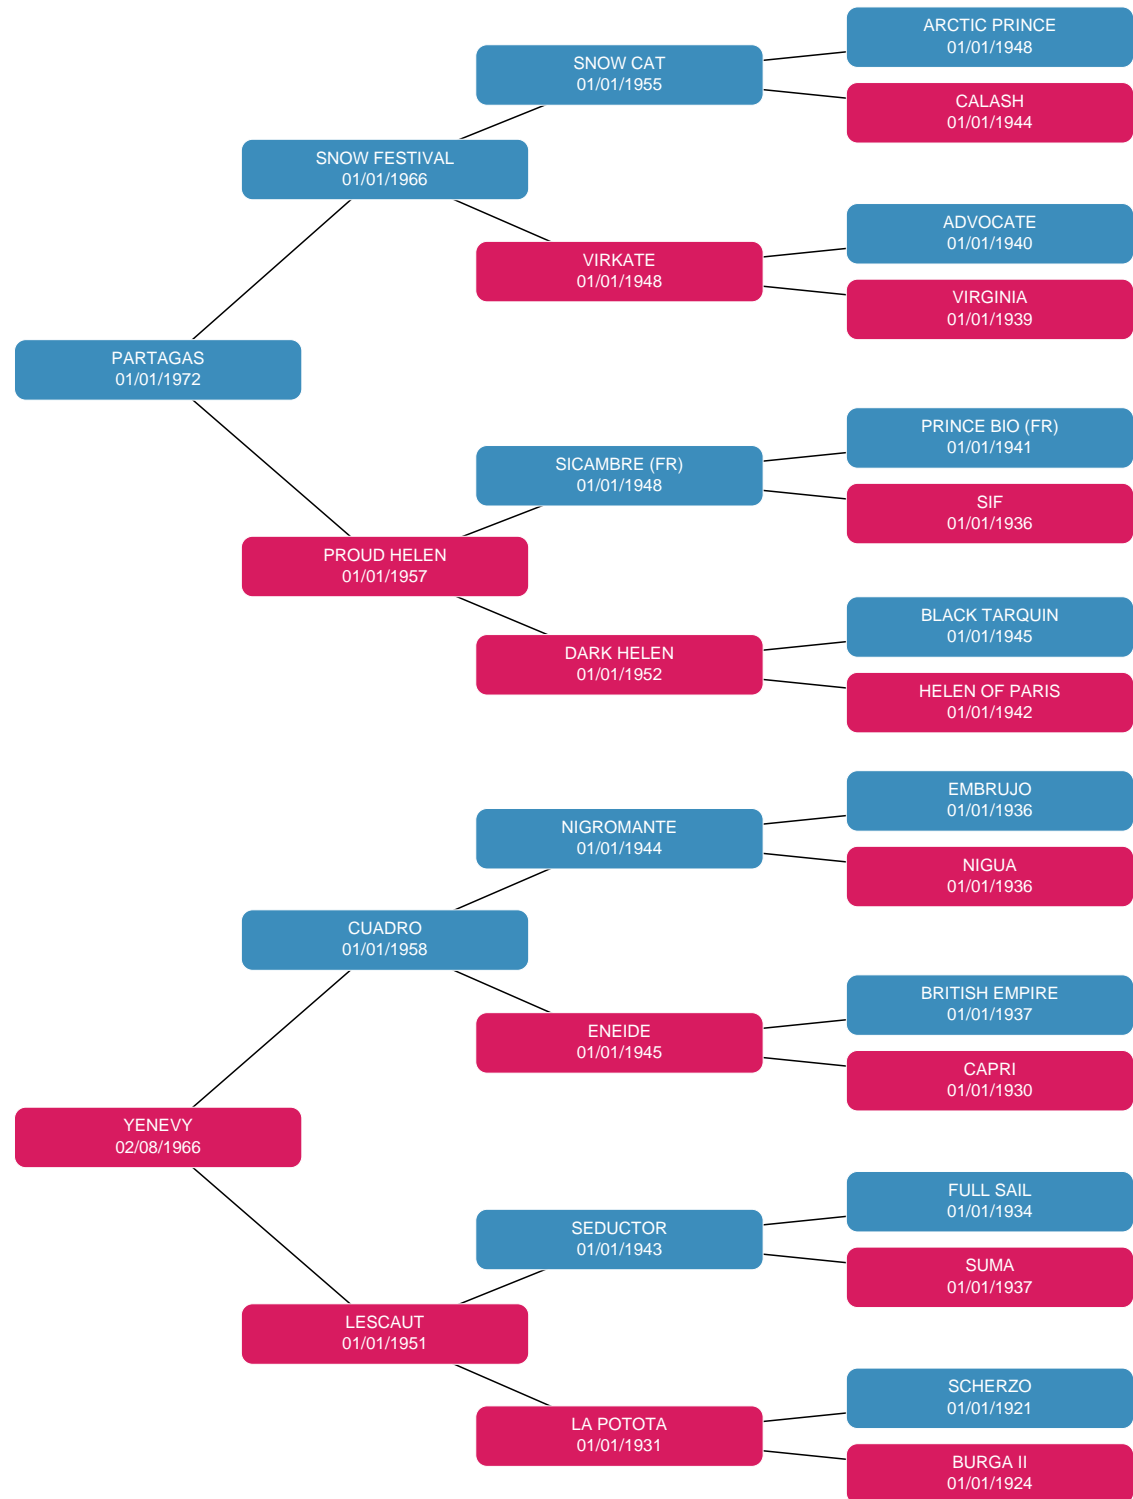 ARCTIC PRINCE
01/01/1948
SNOW CAT
01/01/1955
CALASH
01/01/1944
SNOW FESTIVAL
01/01/1966
ADVOCATE
01/01/1940
VIRKATE
01/01/1948
VIRGINIA
01/01/1939
PARTAGAS
01/01/1972
PRINCE BIO (FR)
01/01/1941
SICAMBRE (FR)
01/01/1948
SIF
01/01/1936
PROUD HELEN
01/01/1957
BLACK TARQUIN
01/01/1945
DARK HELEN
01/01/1952
HELEN OF PARIS
01/01/1942
EMBRUJO
01/01/1936
NIGROMANTE
01/01/1944
NIGUA
01/01/1936
CUADRO
01/01/1958
BRITISH EMPIRE
01/01/1937
ENEIDE
01/01/1945
CAPRI
01/01/1930
YENEVY
02/08/1966
FULL SAIL
01/01/1934
SEDUCTOR
01/01/1943
SUMA
01/01/1937
LESCAUT
01/01/1951
SCHERZO
01/01/1921
LA POTOTA
01/01/1931
BURGA II
01/01/1924